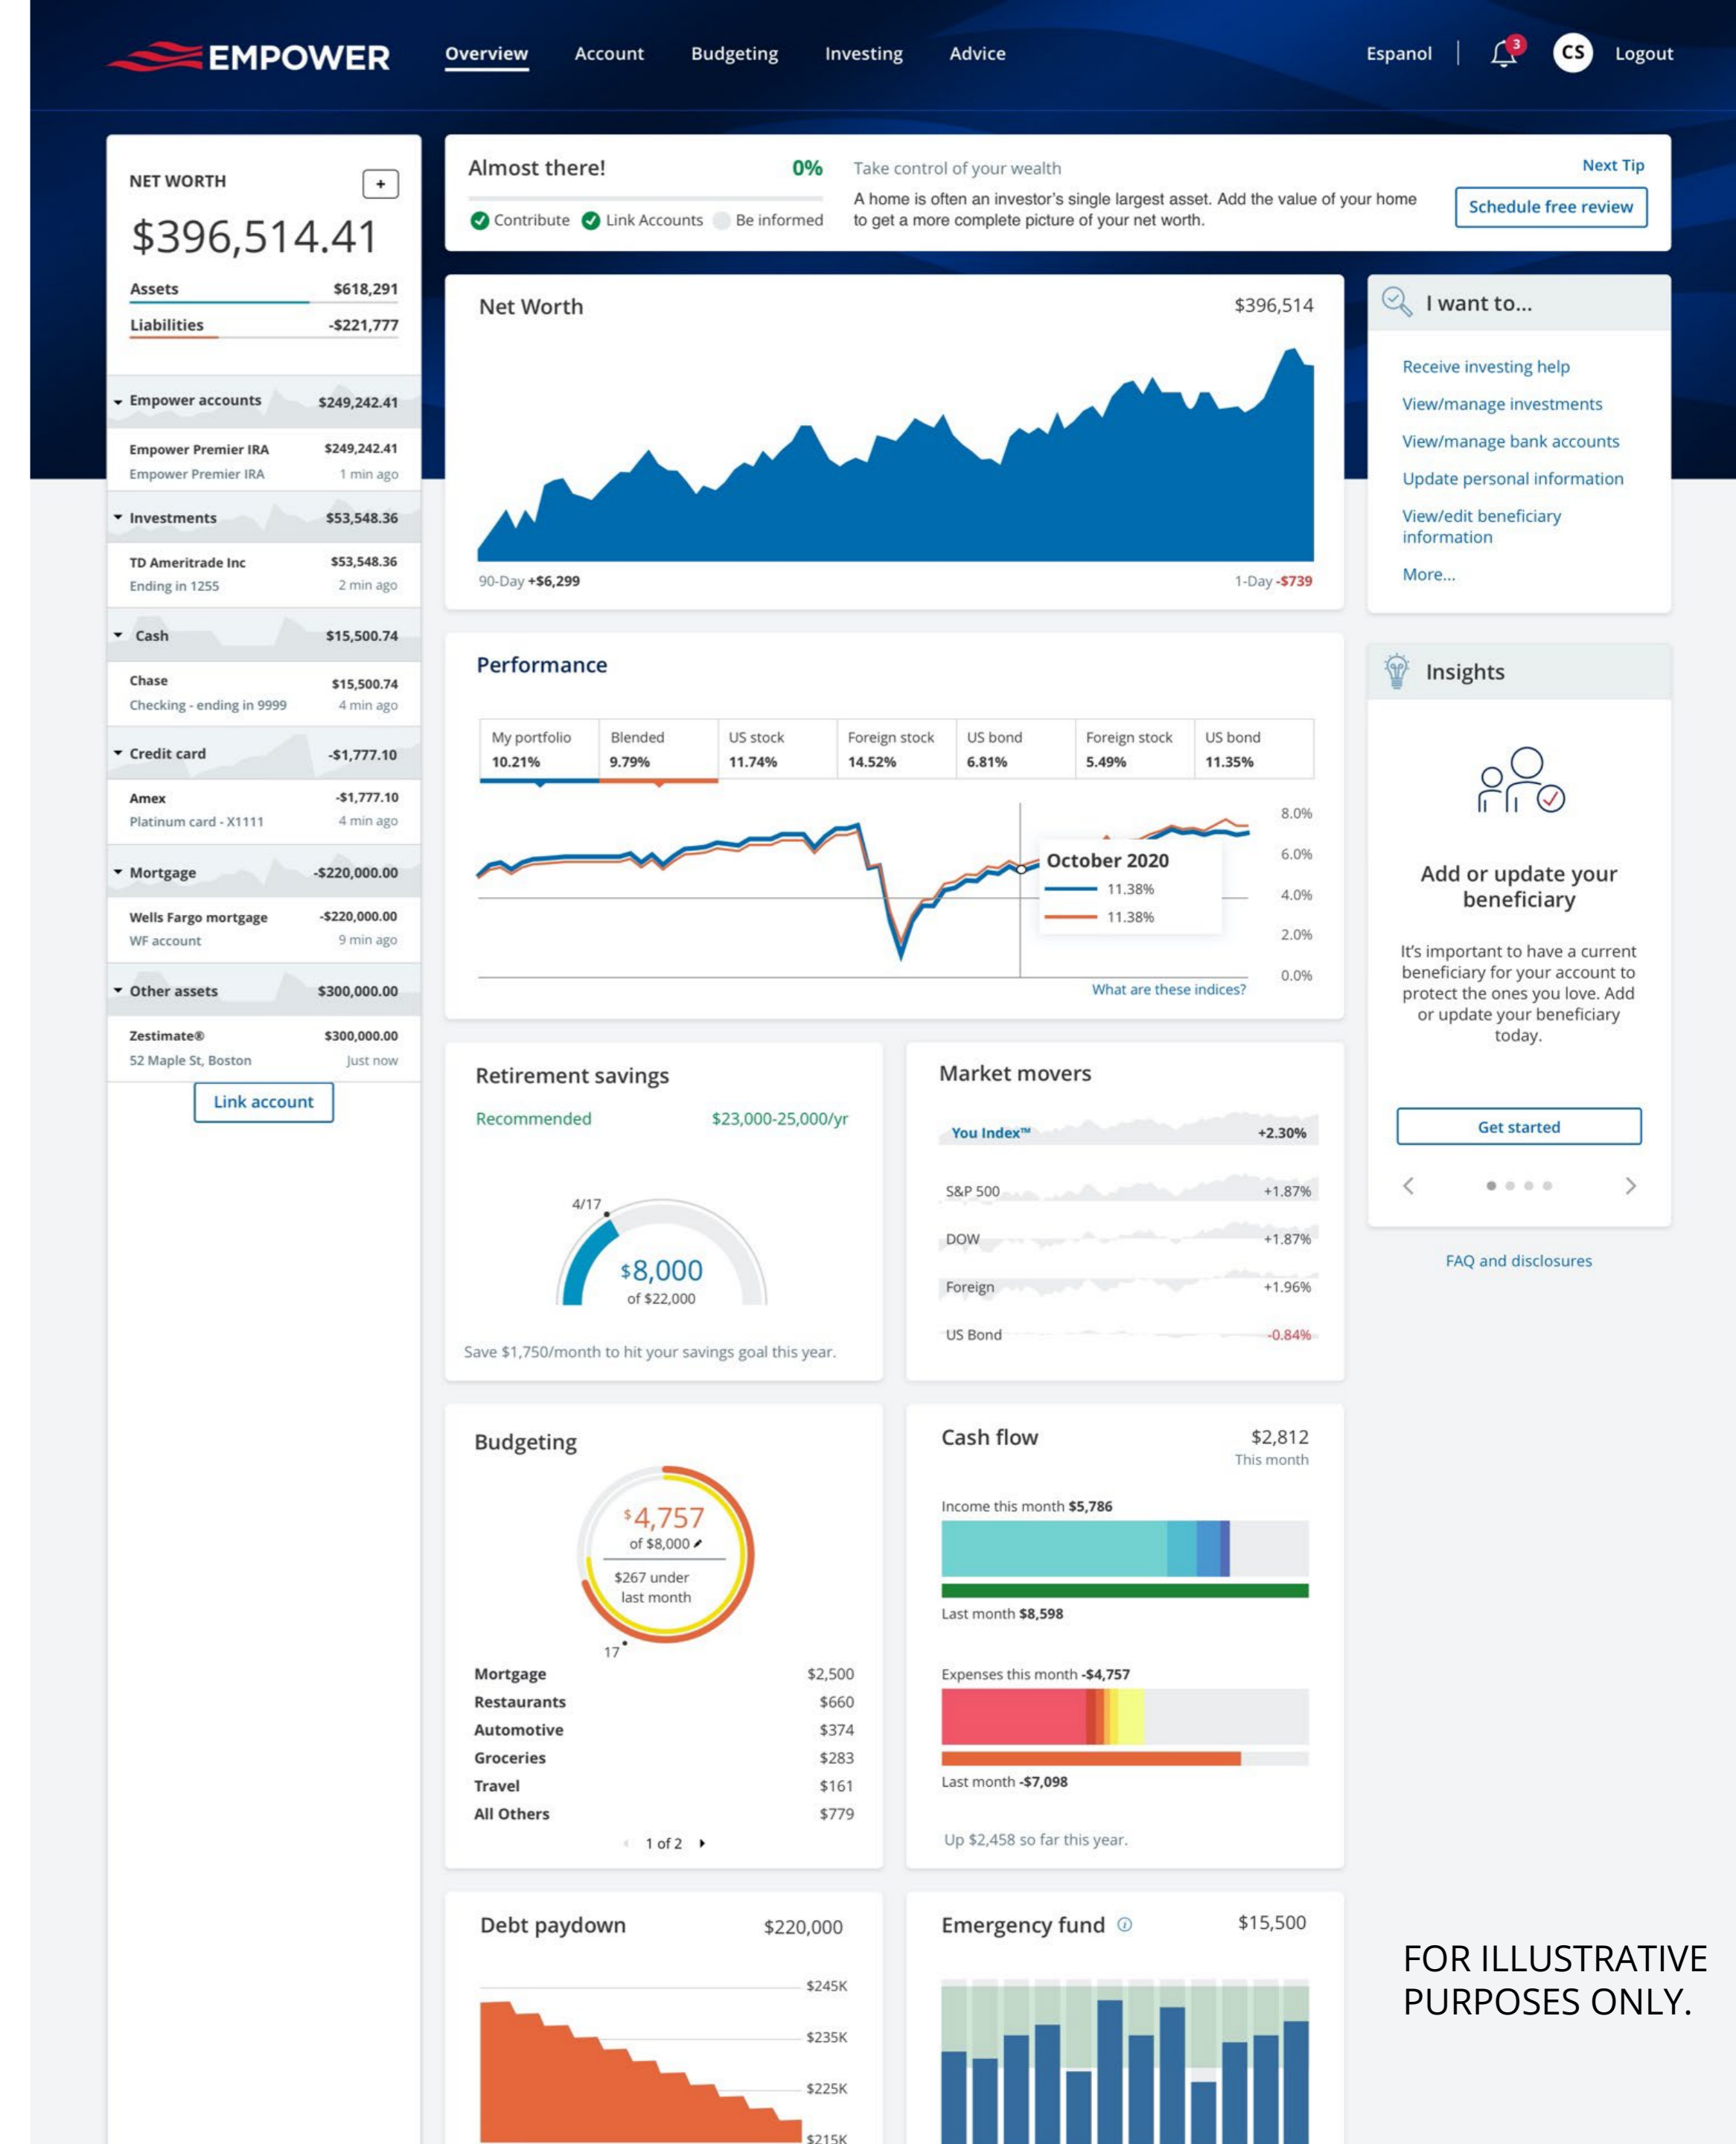 EMPOWER
Overview Account Budgeting Investing Advice
Espanol 3 CS Logout
NET WORTH +
$396,514.41
Assets $618,291
Liabilities -$221,777
Empower accounts $249,242.41
Empower Premier IRA $249,242.41
Empower Premier IRA 1 min ago
Investments $53,548.36
TD Ameritrade Inc $53,548.36
Ending in 1255 2 min ago
Cash $15,500.74
Chase $15,500.74
Checking - ending in 9999 4 min ago
Credit card -$1,777.10
Amex -$1,777.10
Platinum card - X1111 4 min ago
Mortgage -$220,000.00
Wells Fargo mortgage -$220,000.00
WF account 9 min ago
Other assets $300,000.00
Zestimate® $300,000.00
52 Maple St, Boston Just now
Link account
Almost there! 0%
Contribute Link Accounts Be informed
Take control of your wealth
A home is often an investor's single largest asset. Add the value of your home
to get a more complete picture of your net worth.
Next Tip
Schedule free review
Net Worth $396,514
90-Day +$6,299 1-Day -$739
I want to...
Receive investing help
View/manage investments
View/manage bank accounts
Update personal information
View/edit beneficiary
information
More...
Performance
My portfolio Blended US stock Foreign stock US bond Foreign stock US bond
10.21% 9.79% 11.74% 14.52% 6.81% 5.49% 11.35%
8.0%
6.0%
4.0%
2.0%
0.0%
October 2020
11.38%
11.38%
What are these indices?
Insights
Add or update your
beneficiary
It's important to have a current
beneficiary for your account to
protect the ones you love. Add
or update your beneficiary
today.
Get started
FAQ and disclosures
Retirement savings
Recommended $23,000-25,000/yr
4/17
$8,000
of $22,000
Save $1,750/month to hit your savings goal this year.
Market movers
You Index™ +2.30%
S&P 500 +1.87%
DOW +1.87%
Foreign +1.96%
US Bond -0.84%
Budgeting
$4,757
of $8,000
$267 under
last month
17
Mortgage $2,500
Restaurants $660
Automotive $374
Groceries $283
Travel $161
All Others $779
1 of 2
Cash flow $2,812
This month
Income this month $5,786
Last month $8,598
Expenses this month -$4,757
Last month -$7,098
Up $2,458 so far this year.
Debt paydown $220,000
$245K
$235K
$225K
$215K
Emergency fund $15,500
FOR ILLUSTRATIVE
PURPOSES ONLY.